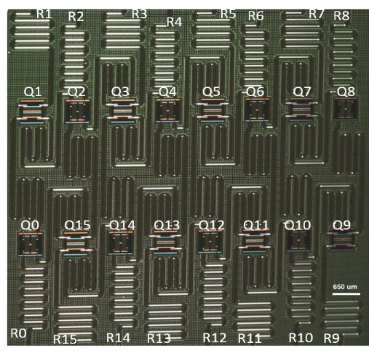 R1 R2 R3 R4 R5 R6 R7 R8
Q1 Q2 Q3 Q4 Q5 Q6 Q7 Q8
Q0 Q15 Q14 Q13 Q12 Q11 Q10 Q9
650 um
R0 R15 R14 R13 R12 R11 R10 R9